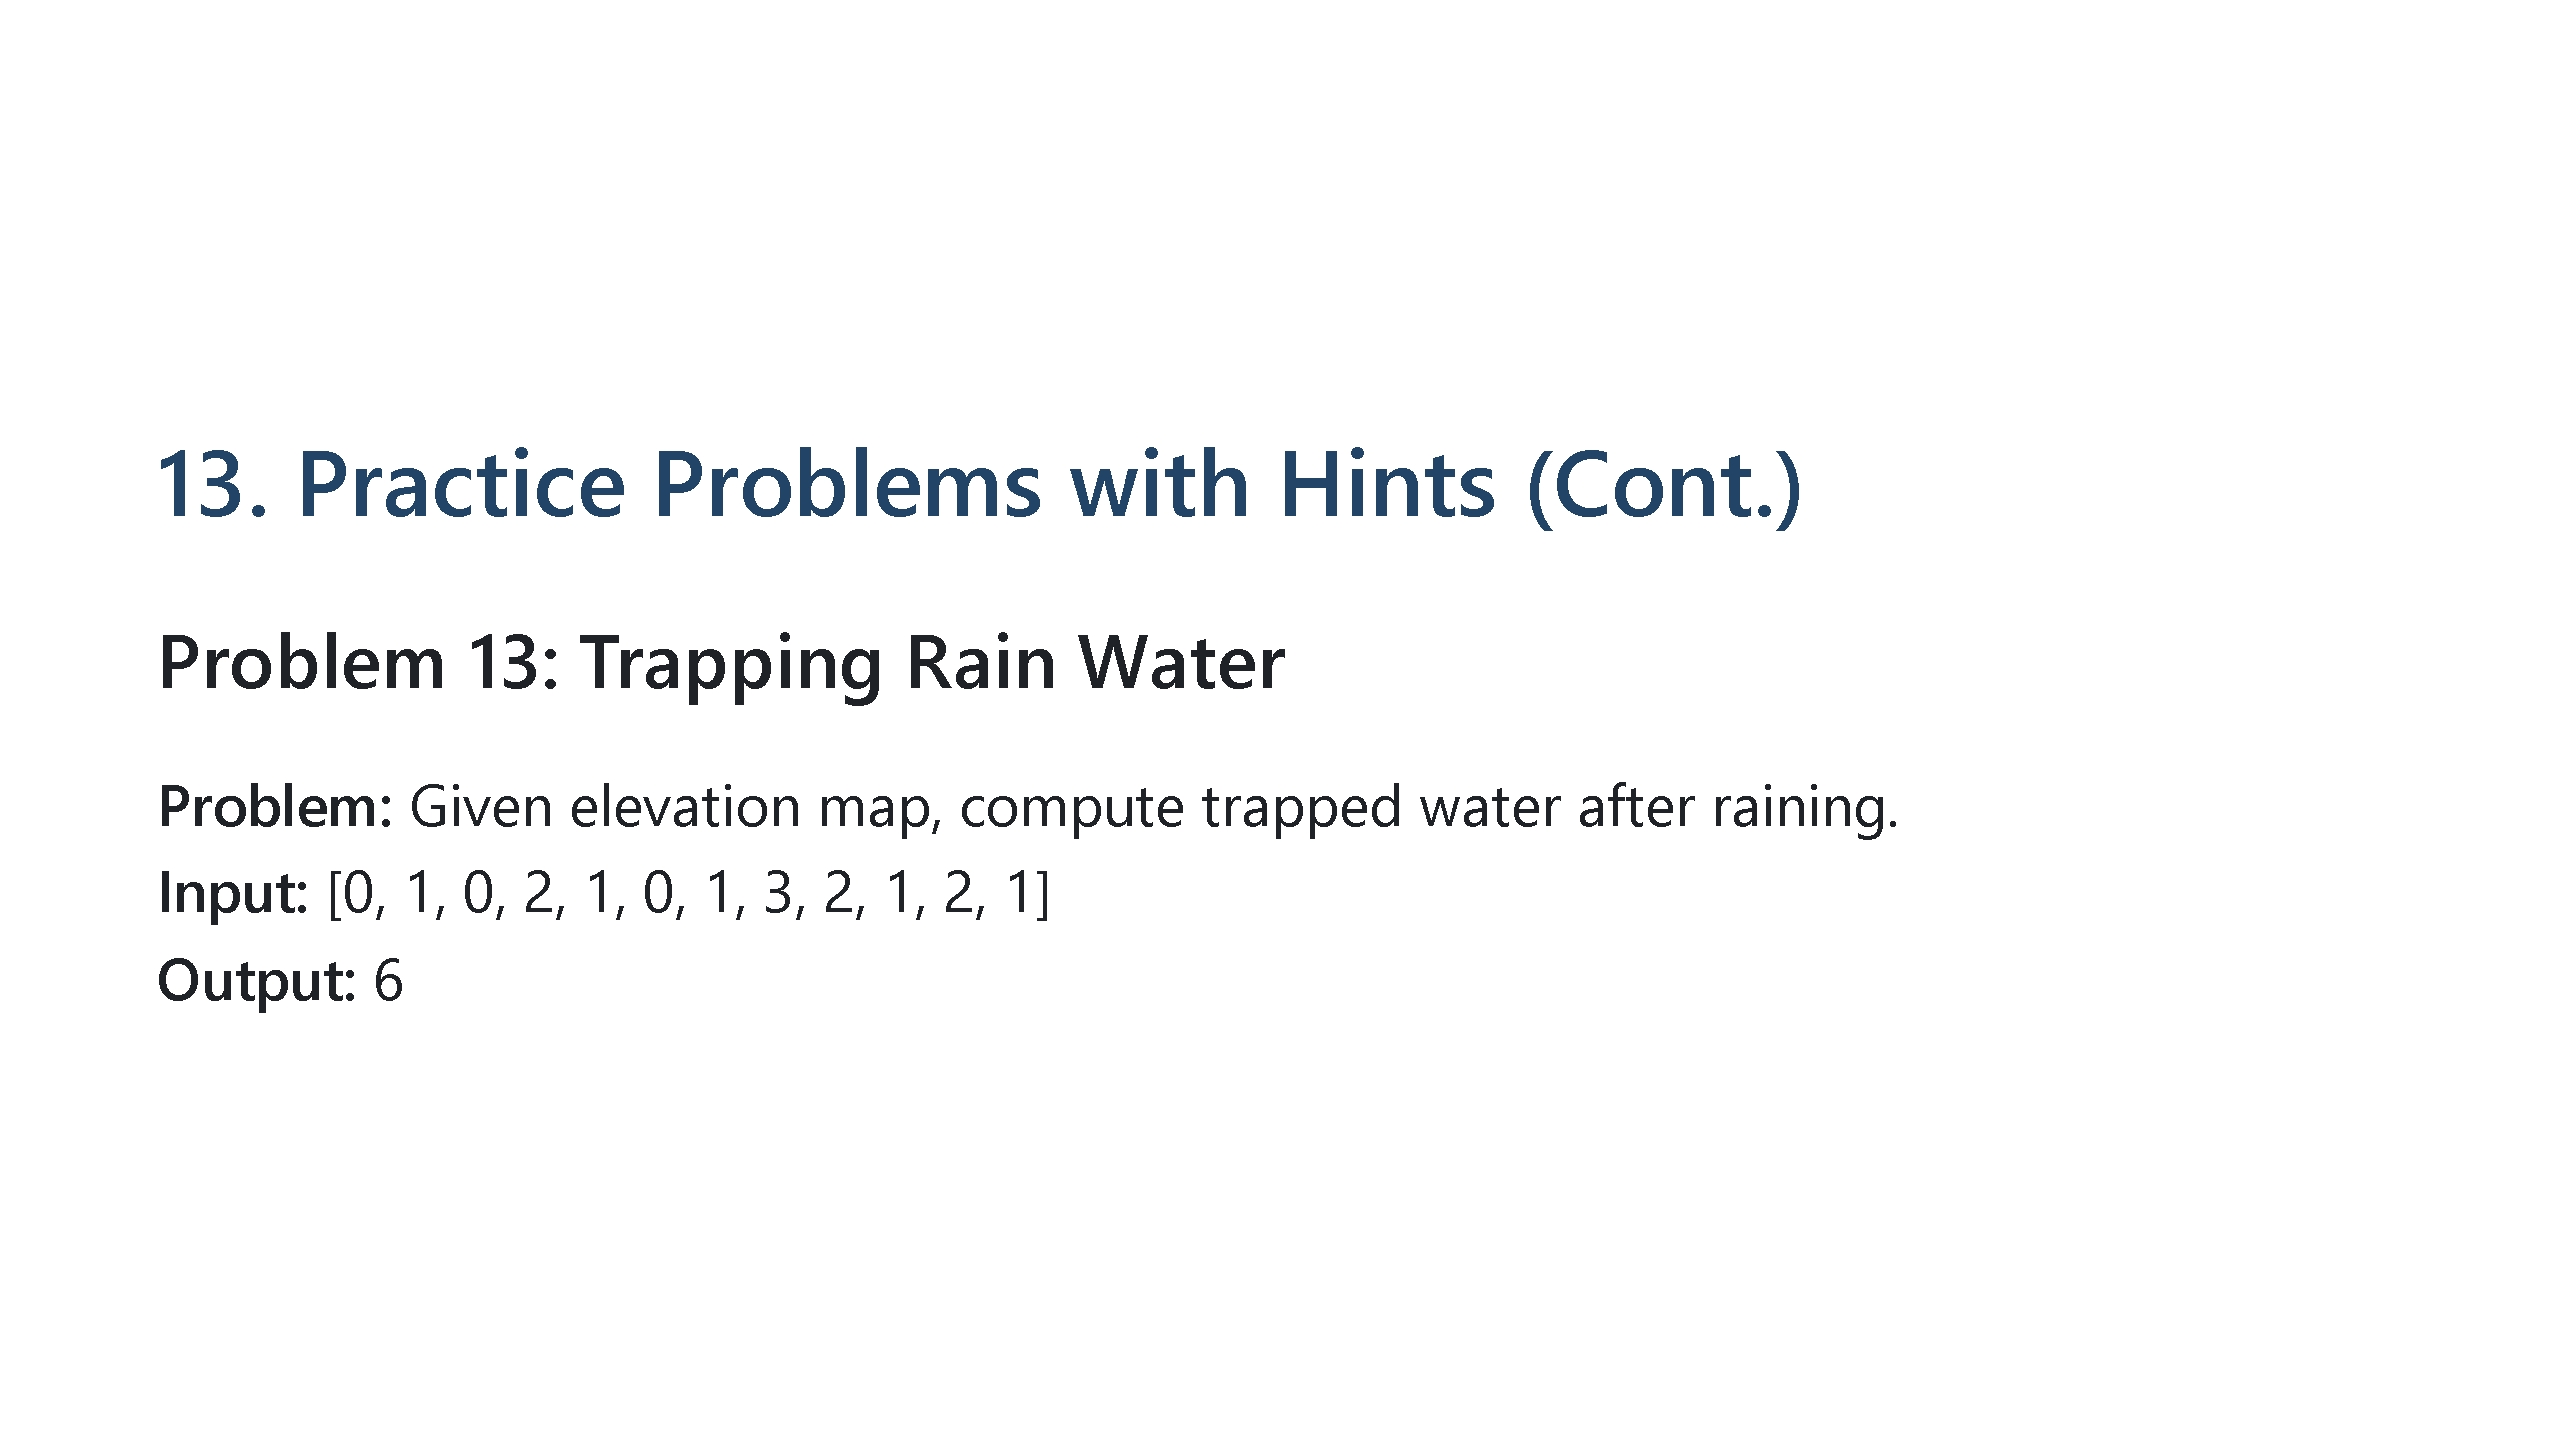 13. Practice Problems with Hints (Cont.)
Problem 13: Trapping Rain Water
Problem: Given elevation map, compute trapped water after raining.
Input: [0, 1, 0, 2, 1, 0, 1, 3, 2, 1, 2, 1]
Output: 6